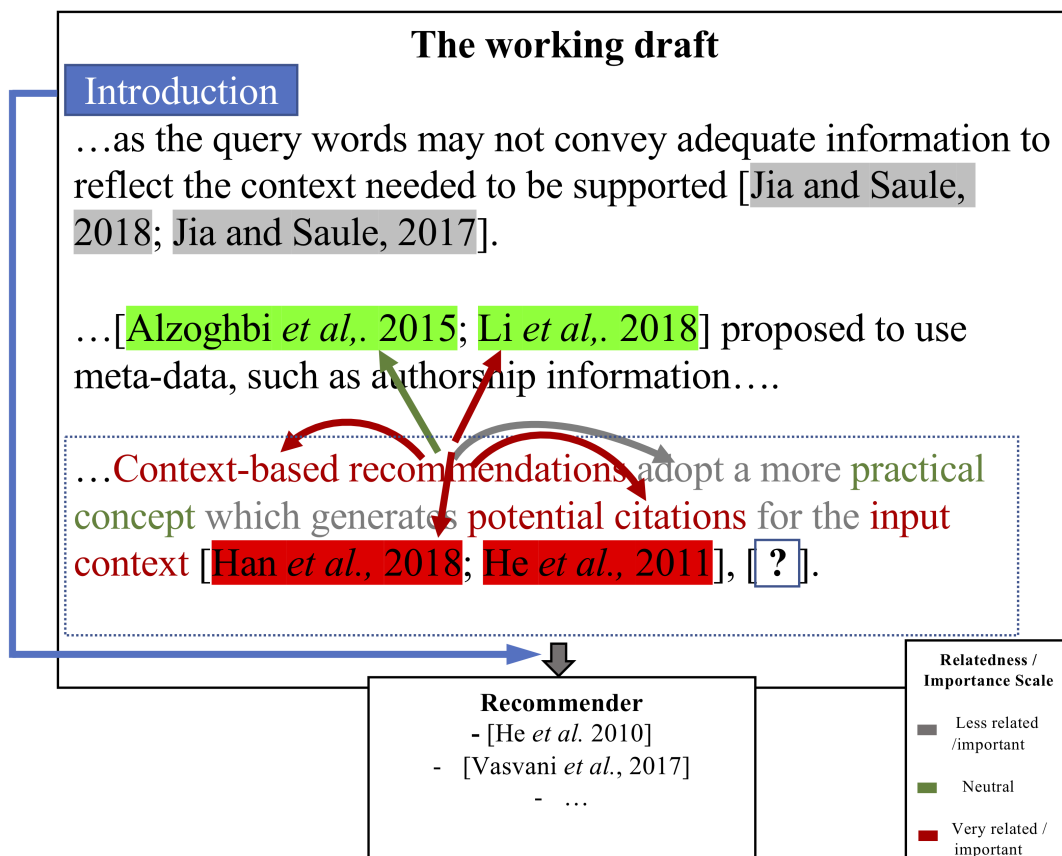 The working draft
Introduction
…as the query words may not convey adequate information to
reflect the context needed to be supported [Jia and Saule,
2018; Jia and Saule, 2017].
…[Alzoghbi et al,. 2015; Li et al,. 2018] proposed to use
meta-data, such as authorship information….
…Context-based recommendations adopt a more practical
concept which generates potential citations for the input
context [Han et al., 2018; He et al., 2011], [ ? ].
Recommender
- [He et al. 2010]
- [Vasvani et al., 2017]
- …
Relatedness /
Importance Scale
Less related
/important
Neutral
Very related /
important